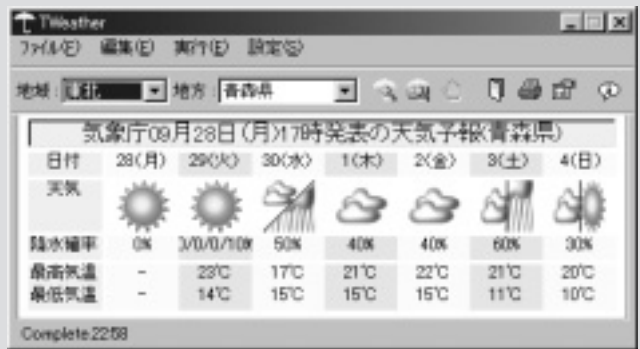 TWeather
ファイル(F) 編集(E) 実行(E) 設定(S)
地域: 地方: 青森県
気象庁09月28日(月)17時発表の天気予報(青森県)
日付 28(月) 29(火) 30(水) 1(木) 2(金) 3(土) 4(日)
天気
降水確率 0% 0/0/0/10% 50% 40% 40% 60% 30%
最高気温 - 23℃ 17℃ 21℃ 22℃ 21℃ 20℃
最低気温 - 14℃ 15℃ 15℃ 15℃ 11℃ 10℃
Complete.22:58